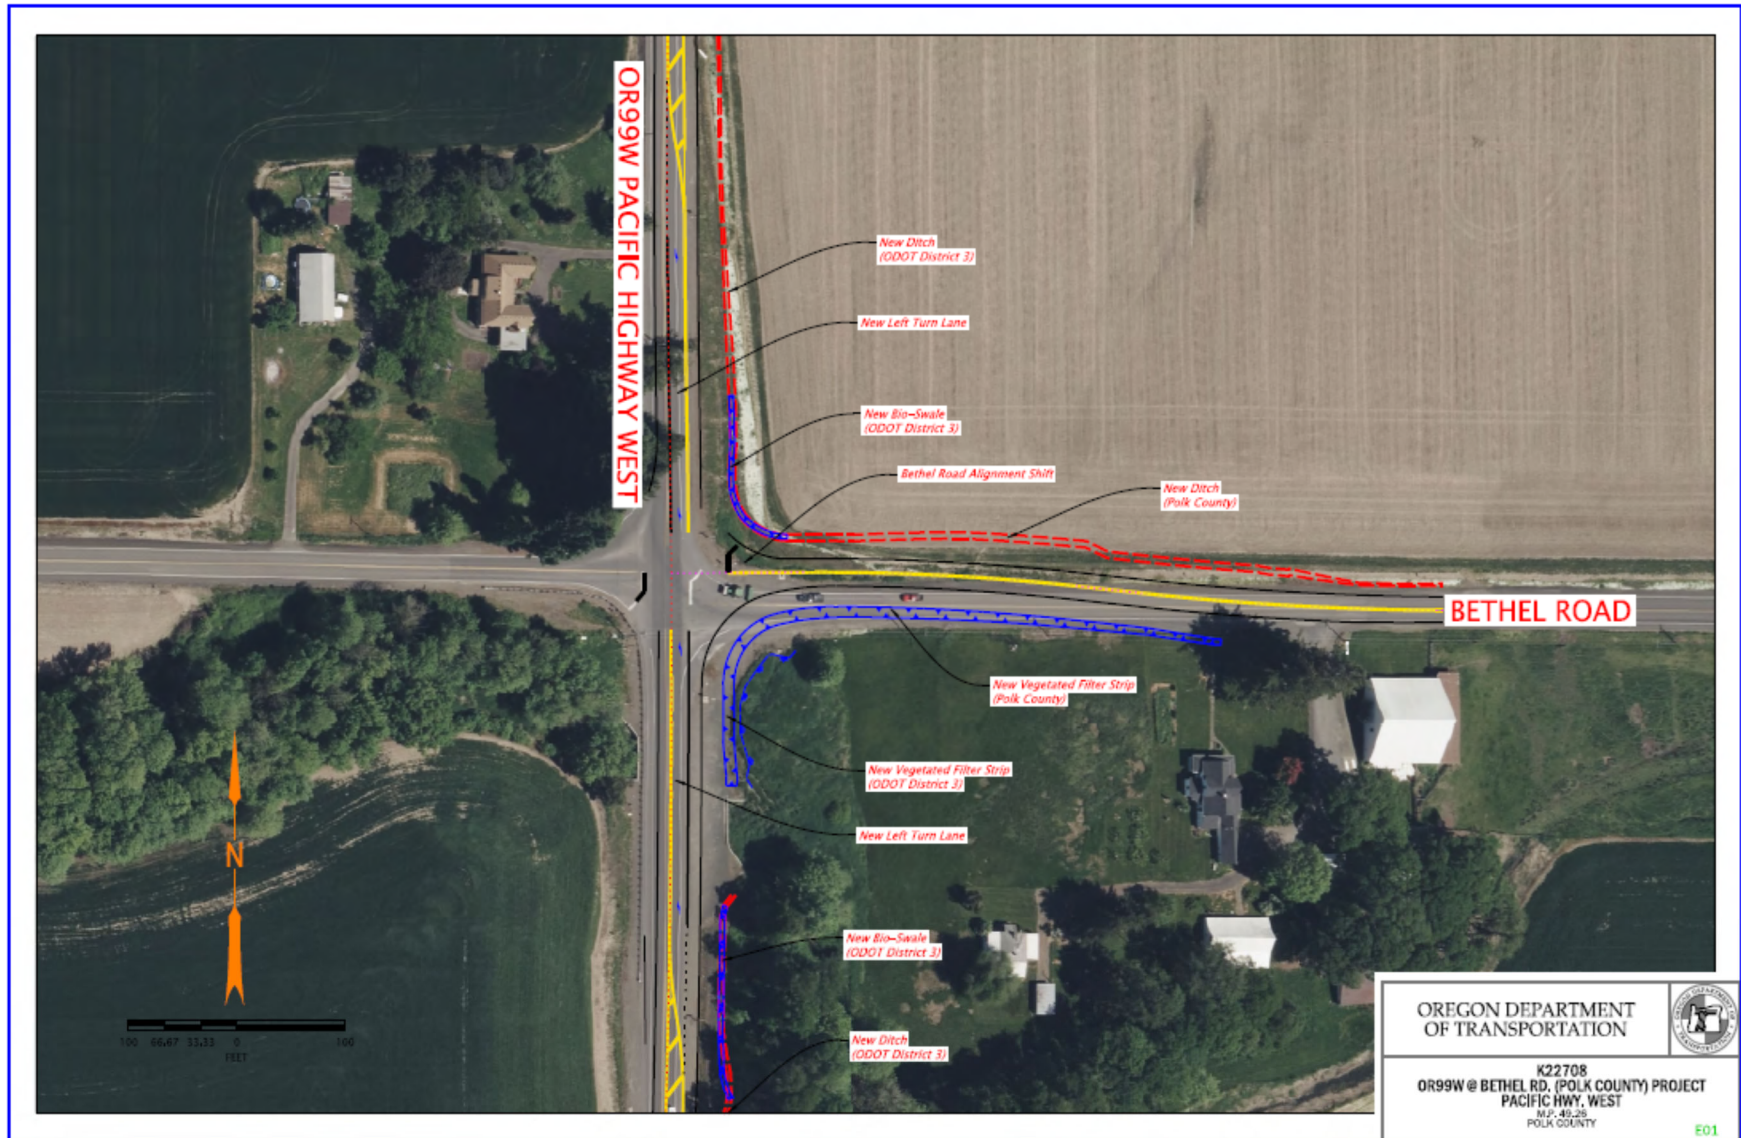 OR99W PACIFIC HIGHWAY WEST
New Ditch
(ODOT District 3)
New Left Turn Lane
New Bio-Swale
(ODOT District 3)
Bethel Road Alignment Shift
New Ditch
(Polk County)
BETHEL ROAD
New Vegetated Filter Strip
(Polk County)
New Vegetated Filter Strip
(ODOT District 3)
New Left Turn Lane
N
New Bio-Swale
(ODOT District 3)
New Ditch
(ODOT District 3)
100 66.67 33.33 0 100
FEET
OREGON DEPARTMENT
OF TRANSPORTATION
K22708
OR99W @ BETHEL RD. (POLK COUNTY) PROJECT
PACIFIC HWY. WEST
M.P. 49.26
POLK COUNTY
E01